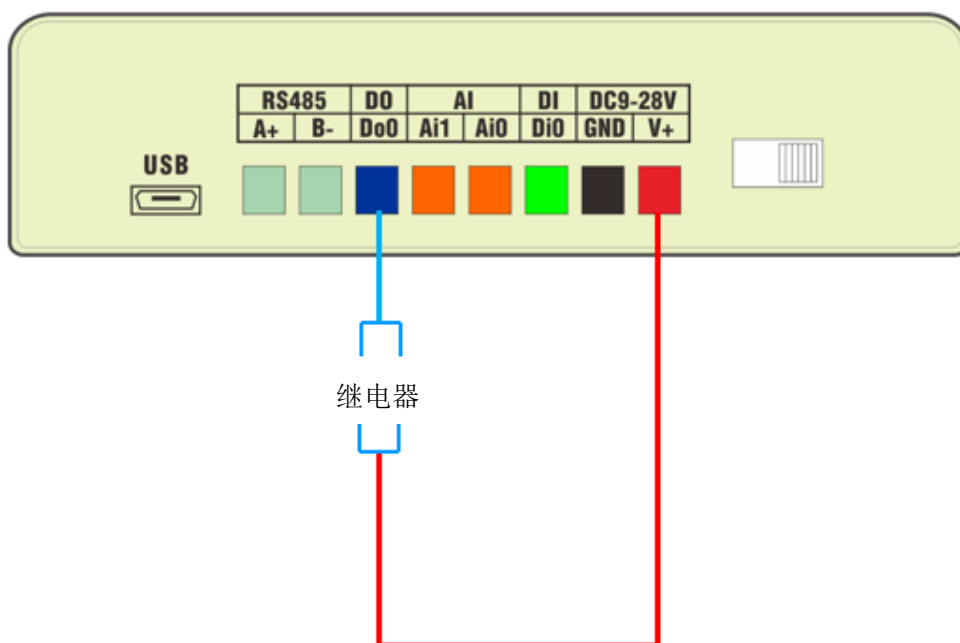 RS485 DO AI DI DC9-28V
A+ B- Do0 Ai1 Ai0 Di0 GND V+
USB
继电器